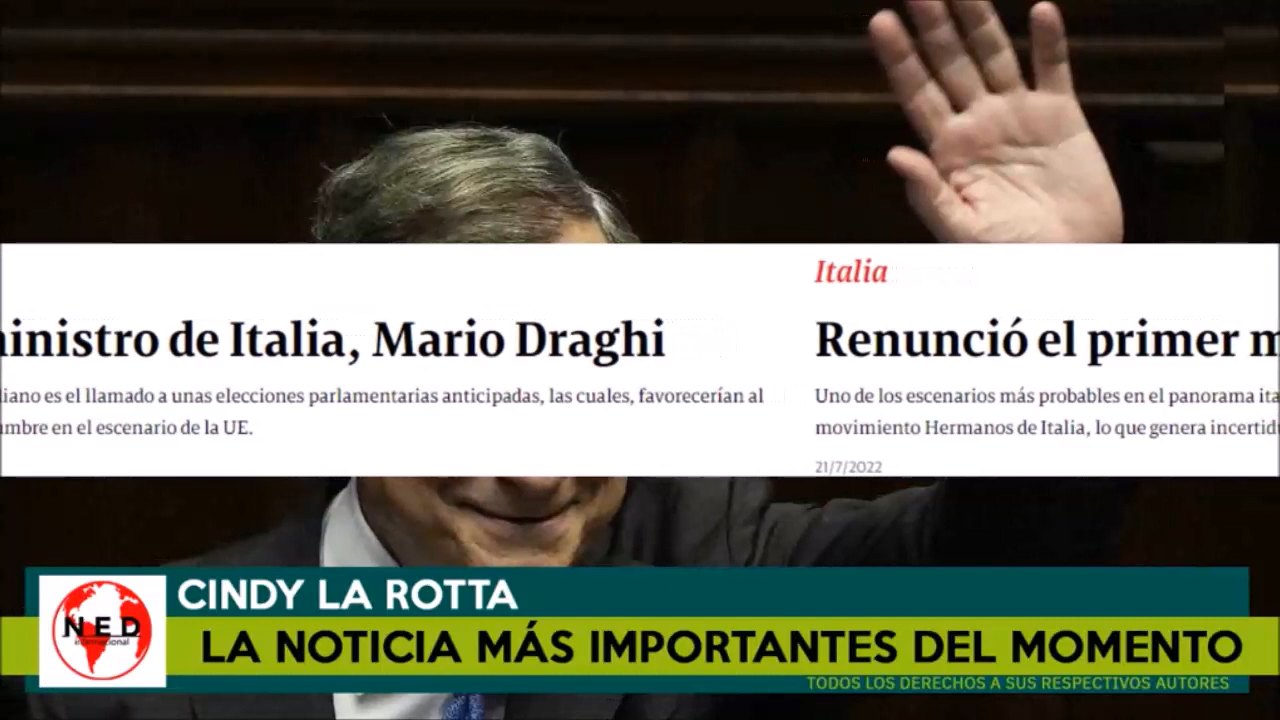 Italia
inistro de Italia, Mario Draghi
Renunció el primer m
liano es el llamado a unas elecciones parlamentarias anticipadas, las cuales, favorecerían al
mbre en el escenario de la UE.
Uno de los escenarios más probables en el panorama ita
movimiento Hermanos de Italia, lo que genera incertid
21/7/2022
CINDY LA ROTTA
NED
internacional
LA NOTICIA MÁS IMPORTANTES DEL MOMENTO
TODOS LOS DERECHOS A SUS RESPECTIVOS AUTORES